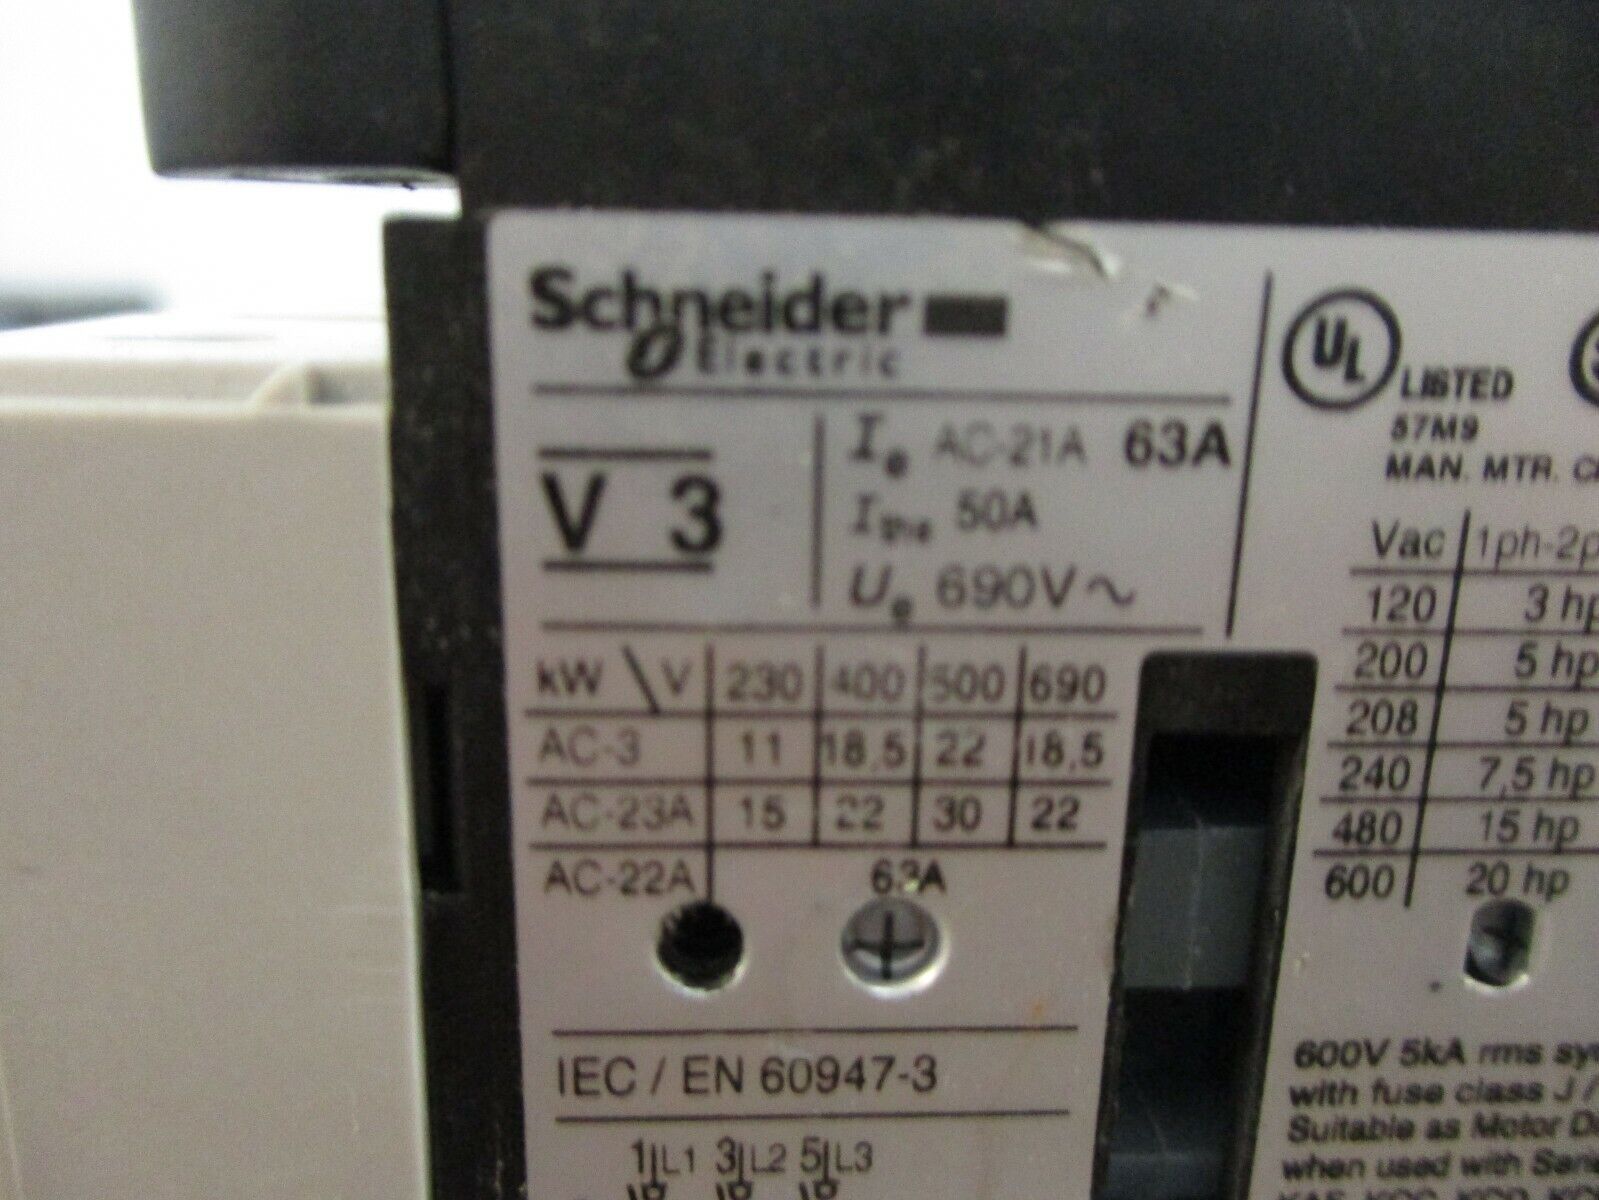 Schneider
Electric
V 3
Ie AC-21A 63A
Ithe 50A
Ue 690V~
kW \ V 230 400 500 690
AC-3 11 18,5 22 18,5
AC-23A 15 22 30 22
AC-22A 63A
IEC / EN 60947-3
1 L1 3 L2 5 L3
UL LISTED
57M9
MAN. MTR.
Vac 1ph-2p
120 3 hp
200 5 hp
208 5 hp
240 7,5 hp
480 15 hp
600 20 hp
600V 5kA rms
with fuse class J /
Suitable as Motor
when used with